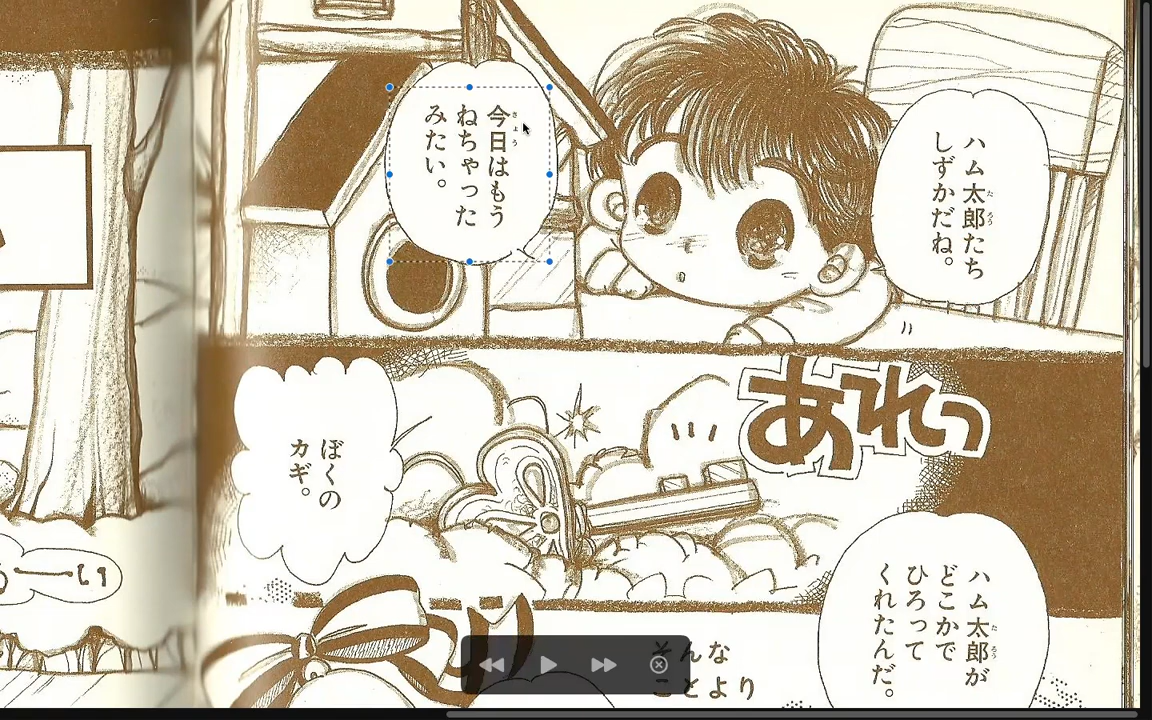 ハム太郎たち
しずかだね。
今日はもう
ねちゃった
みたい。
あれっ
ぼくの
カギ。
ハム太郎が
どこかで
ひろって
くれたんだ。
そんな
ことより